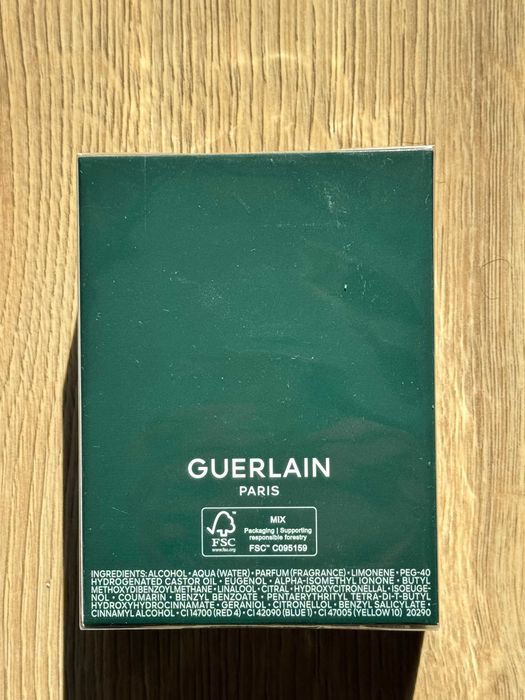 GUERLAIN
PARIS
FSC
www.fsc.org
MIX
Packaging | Supporting
responsible forestry
FSC™ C095159
INGREDIENTS: ALCOHOL • AQUA (WATER) • PARFUM (FRAGRANCE) • LIMONENE • PEG-40
HYDROGENATED CASTOR OIL • EUGENOL • ALPHA-ISOMETHYL IONONE • BUTYL
METHOXYDIBENZOYLMETHANE • LINALOOL • CITRAL • HYDROXYCITRONELLAL • ISOEUGE-
NOL • COUMARIN • BENZYL BENZOATE • PENTAERYTHRITYL TETRA-DI-T-BUTYL
HYDROXYHYDROCINNAMATE • GERANIOL • CITRONELLOL • BENZYL SALICYLATE •
CINNAMYL ALCOHOL • CI 14700 (RED 4) • CI 42090 (BLUE 1) • CI 47005 (YELLOW 10) 20290